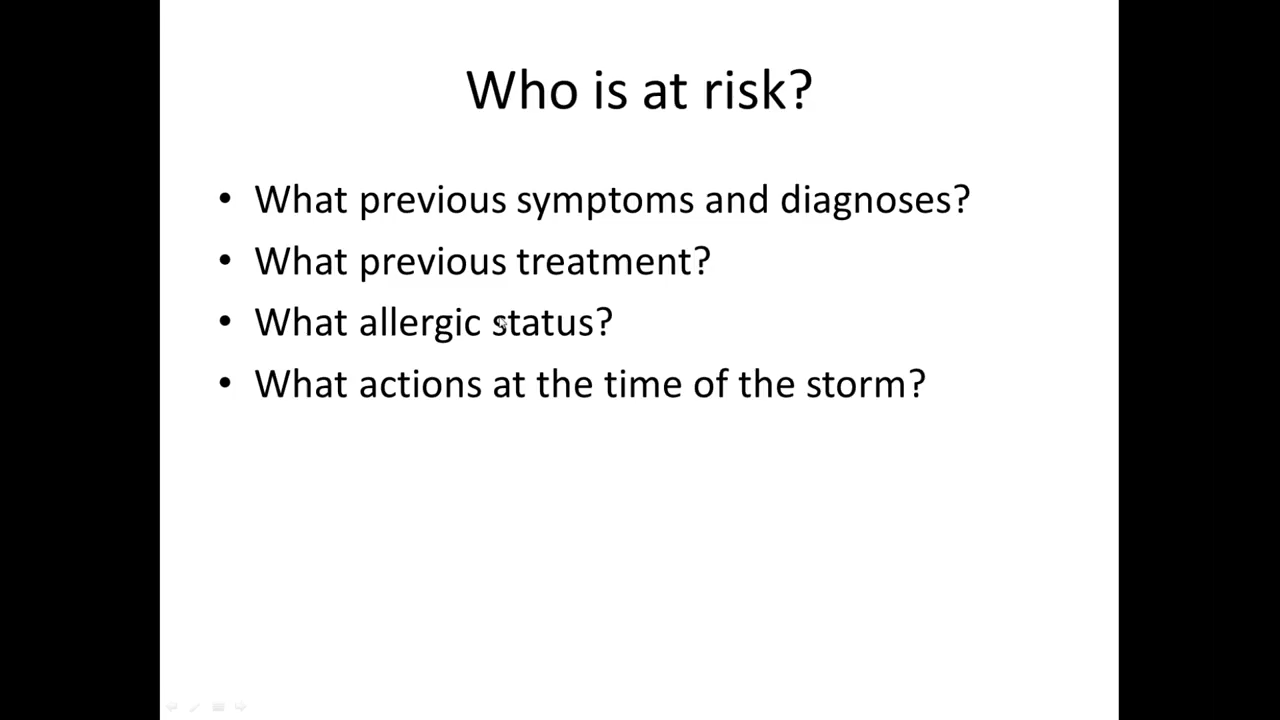 Who is at risk?
• What previous symptoms and diagnoses?
• What previous treatment?
• What allergic status?
• What actions at the time of the storm?